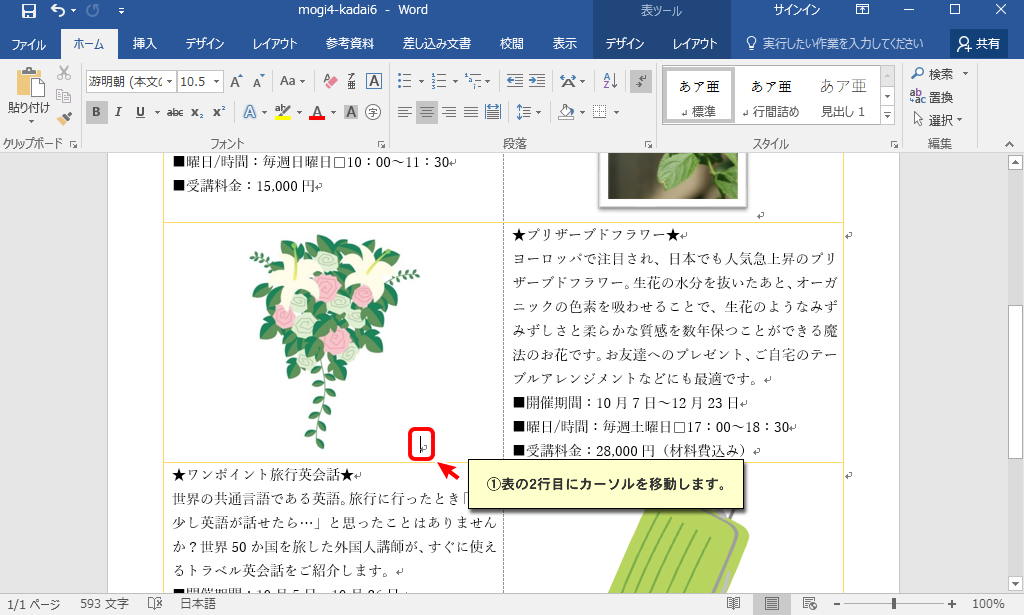 mogi4-kadai6 - Word
表ツール
サインイン
ファイル
ホーム
挿入
デザイン
レイアウト
参考資料
差し込み文書
校閲
表示
デザイン
レイアウト
実行したい作業を入力してください
共有
貼り付け
游明朝 (本文の
10.5
Aa
B I U abc x₂ x²
あア亜
標準
あア亜
行間詰め
あア亜
見出し 1
検索
置換
選択
クリップボード
フォント
段落
スタイル
編集
■曜日/時間：毎週日曜日□10：00～11：30
■受講料金：15,000 円
★プリザーブドフラワー★
ヨーロッパで注目され、日本でも人気急上昇のプリ
ザーブドフラワー。生花の水分を抜いたあと、オーガ
ニックの色素を吸わせることで、生花のようなみず
みずしさと柔らかな質感を数年保つことができる魔
法のお花です。お友達へのプレゼント、ご自宅のテー
ブルアレンジメントなどにも最適です。
■開催期間：10 月 7 日～12 月 23 日
■曜日/時間：毎週土曜日□17：00～18：30
■受講料金：28,000 円（材料費込み）
①表の2行目にカーソルを移動します。
★ワンポイント旅行英会話★
世界の共通言語である英語。旅行に行ったとき「
少し英語が話せたら…」と思ったことはありません
か？世界 50 か国を旅した外国人講師が、すぐに使え
るトラベル英会話をご紹介します。
1/1 ページ
593 文字
日本語
100%